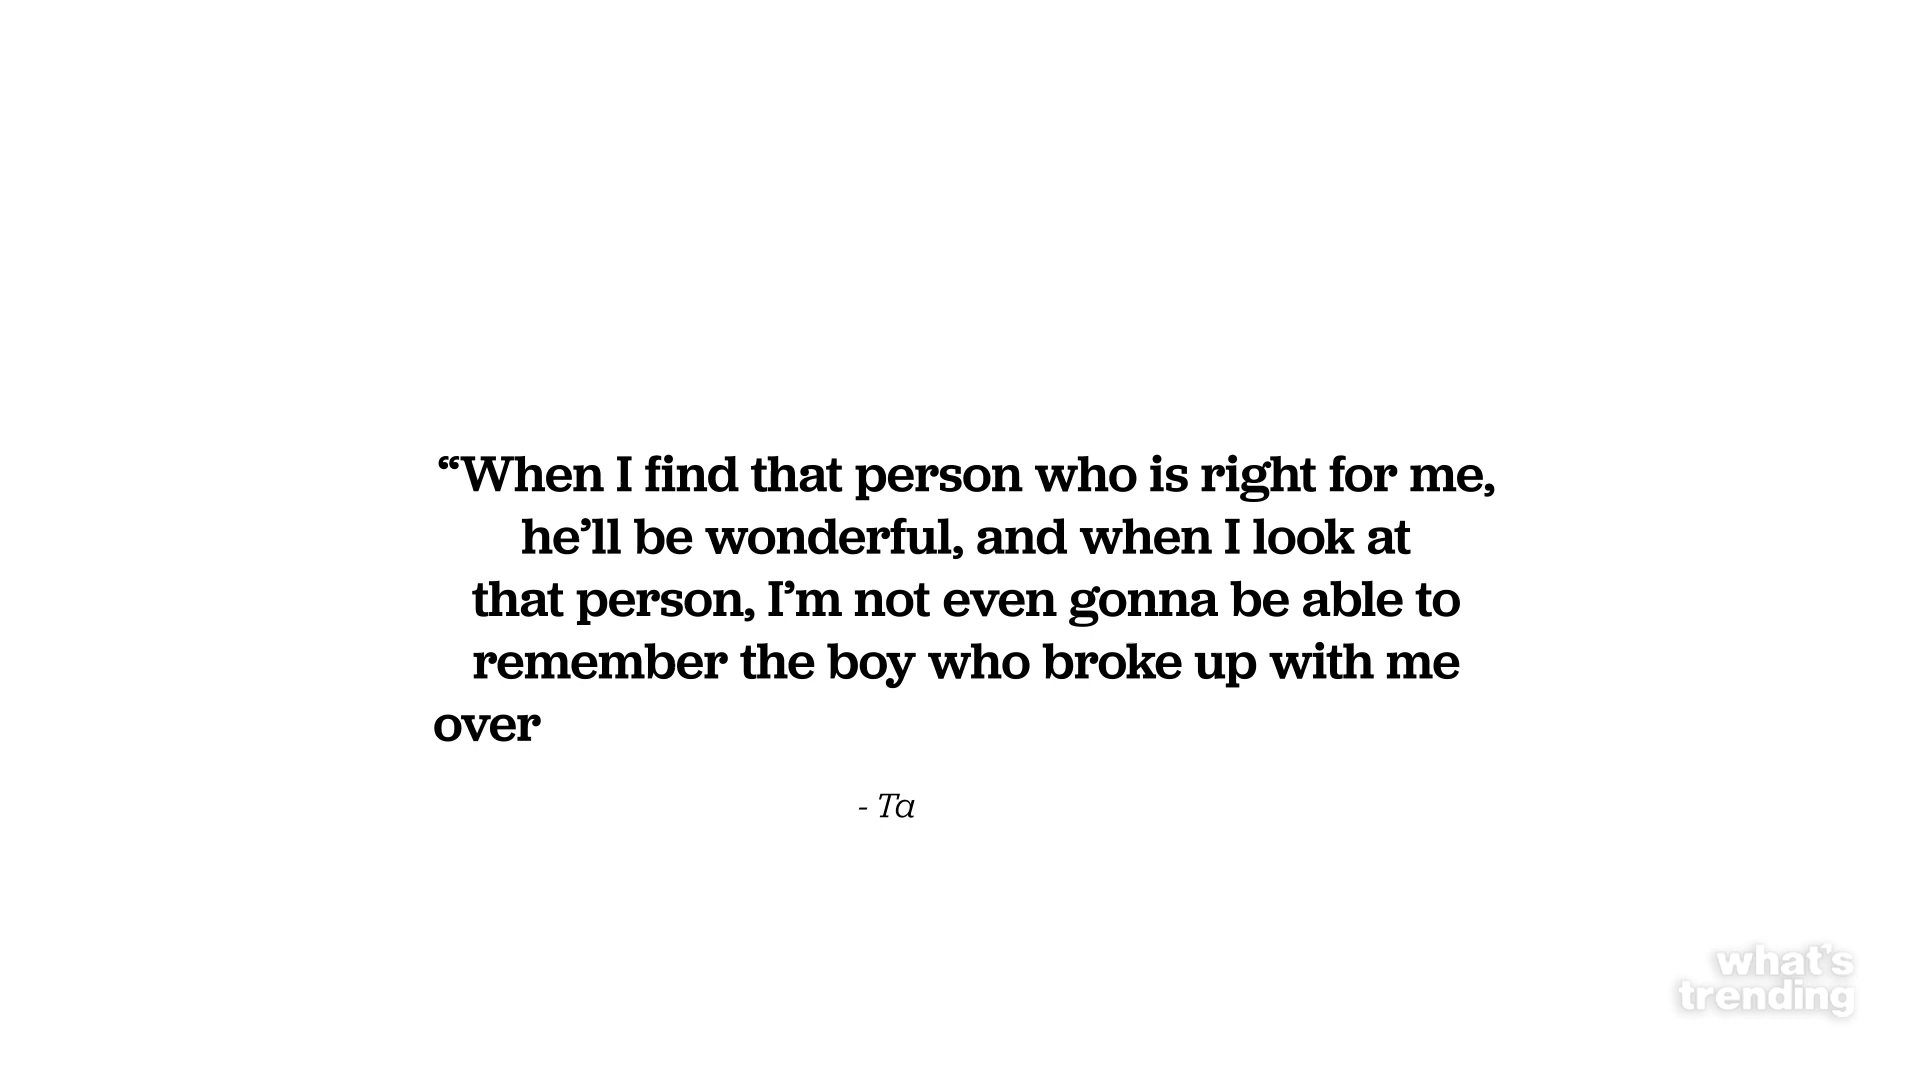 “When I find that person who is right for me,
he’ll be wonderful, and when I look at
that person, I’m not even gonna be able to
remember the boy who broke up with me
over
- Ta
what’s
trending